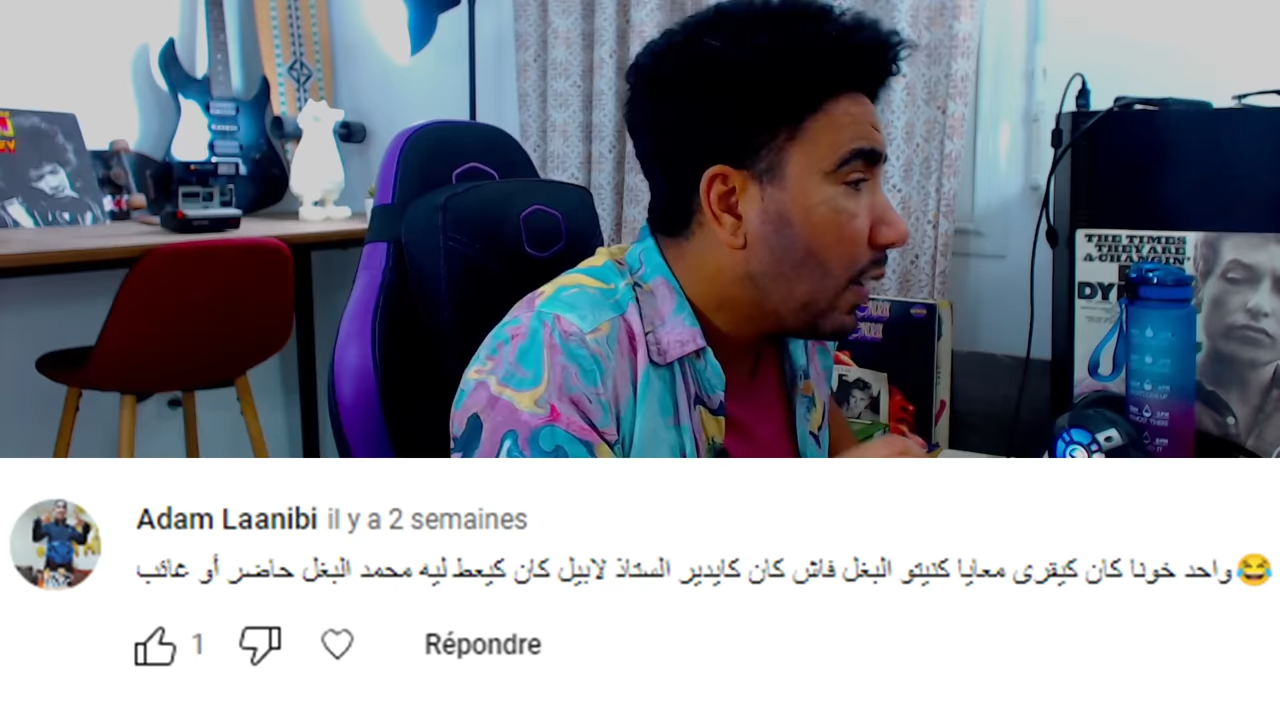 THE TIMES
THEY ARE
A-CHANGIN'
DY
Adam Laanibi il y a 2 semaines
😂واحد خونا كان كيقرى معايا كنيتو البغل فاش كان كايدير الستاذ لابيل كان كيعط ليه محمد البغل حاضر أو عائب
1
Répondre